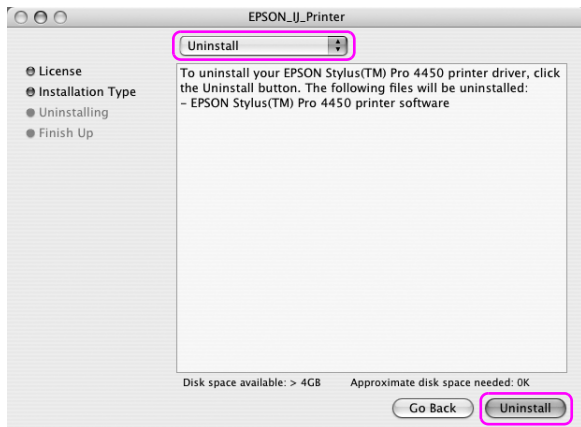 EPSON_IJ_Printer
Uninstall
License
Installation Type
Uninstalling
Finish Up
To uninstall your EPSON Stylus(TM) Pro 4450 printer driver, click
the Uninstall button. The following files will be uninstalled:
– EPSON Stylus(TM) Pro 4450 printer software
Disk space available: > 4GB Approximate disk space needed: 0K
Go Back Uninstall